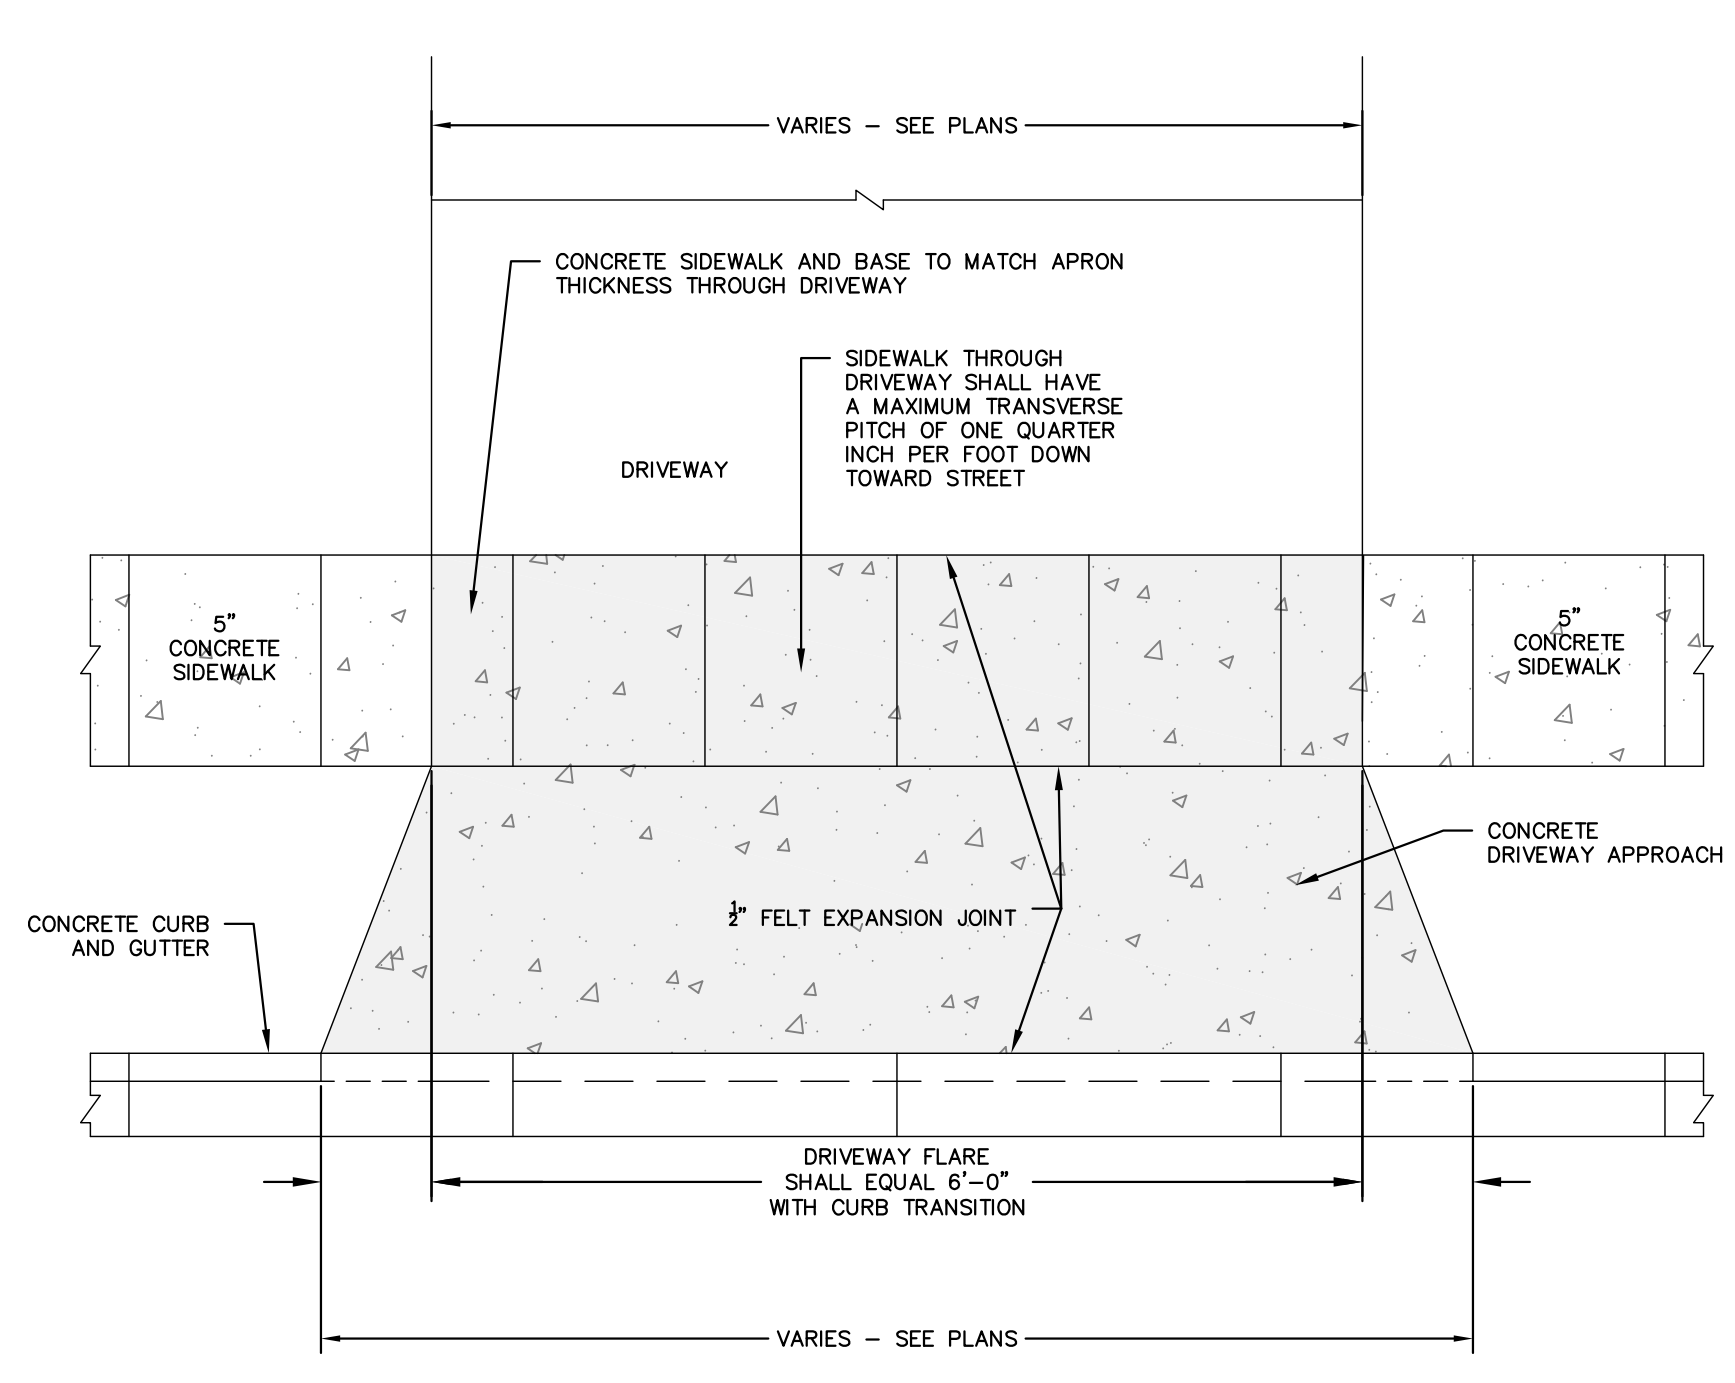 VARIES - SEE PLANS
CONCRETE SIDEWALK AND BASE TO MATCH APRON
THICKNESS THROUGH DRIVEWAY
SIDEWALK THROUGH
DRIVEWAY SHALL HAVE
A MAXIMUM TRANSVERSE
PITCH OF ONE QUARTER
INCH PER FOOT DOWN
TOWARD STREET
DRIVEWAY
5"
CONCRETE
SIDEWALK
5"
CONCRETE
SIDEWALK
CONCRETE
DRIVEWAY APPROACH
½" FELT EXPANSION JOINT
CONCRETE CURB
AND GUTTER
DRIVEWAY FLARE
SHALL EQUAL 6'-0"
WITH CURB TRANSITION
VARIES - SEE PLANS